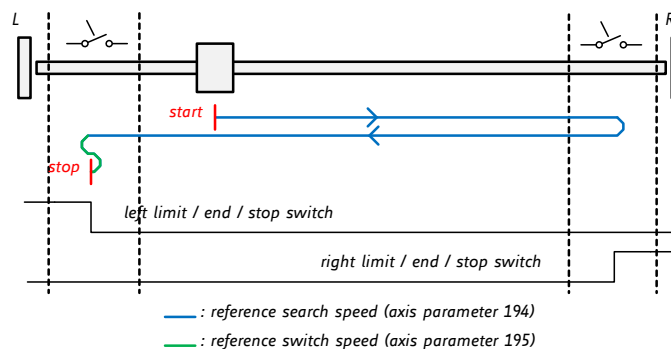 L
R
start
stop
left limit / end / stop switch
right limit / end / stop switch
: reference search speed (axis parameter 194)
: reference switch speed (axis parameter 195)